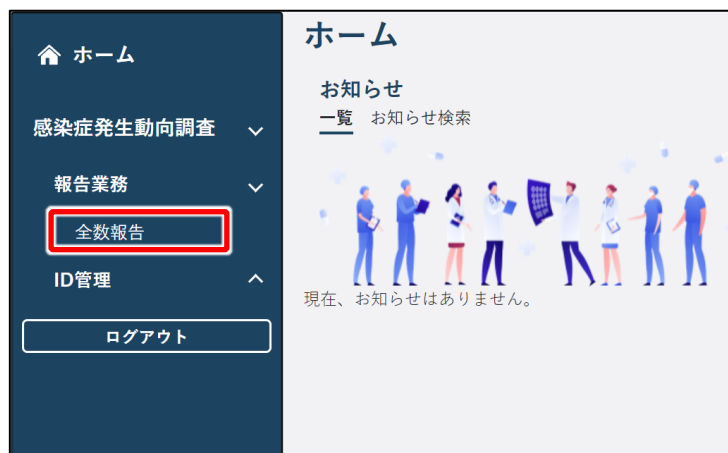 ホーム
感染症発生動向調査
報告業務
全数報告
ID管理
ログアウト
ホーム
お知らせ
一覧 お知らせ検索
現在、お知らせはありません。